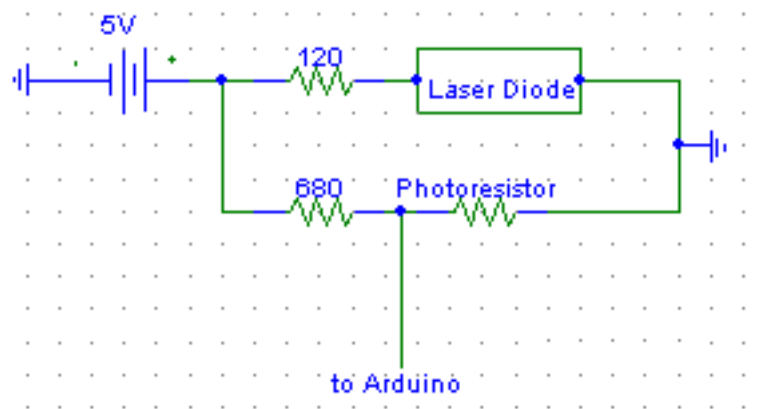 5V
120
Laser Diode
680
Photoresistor
to Arduino